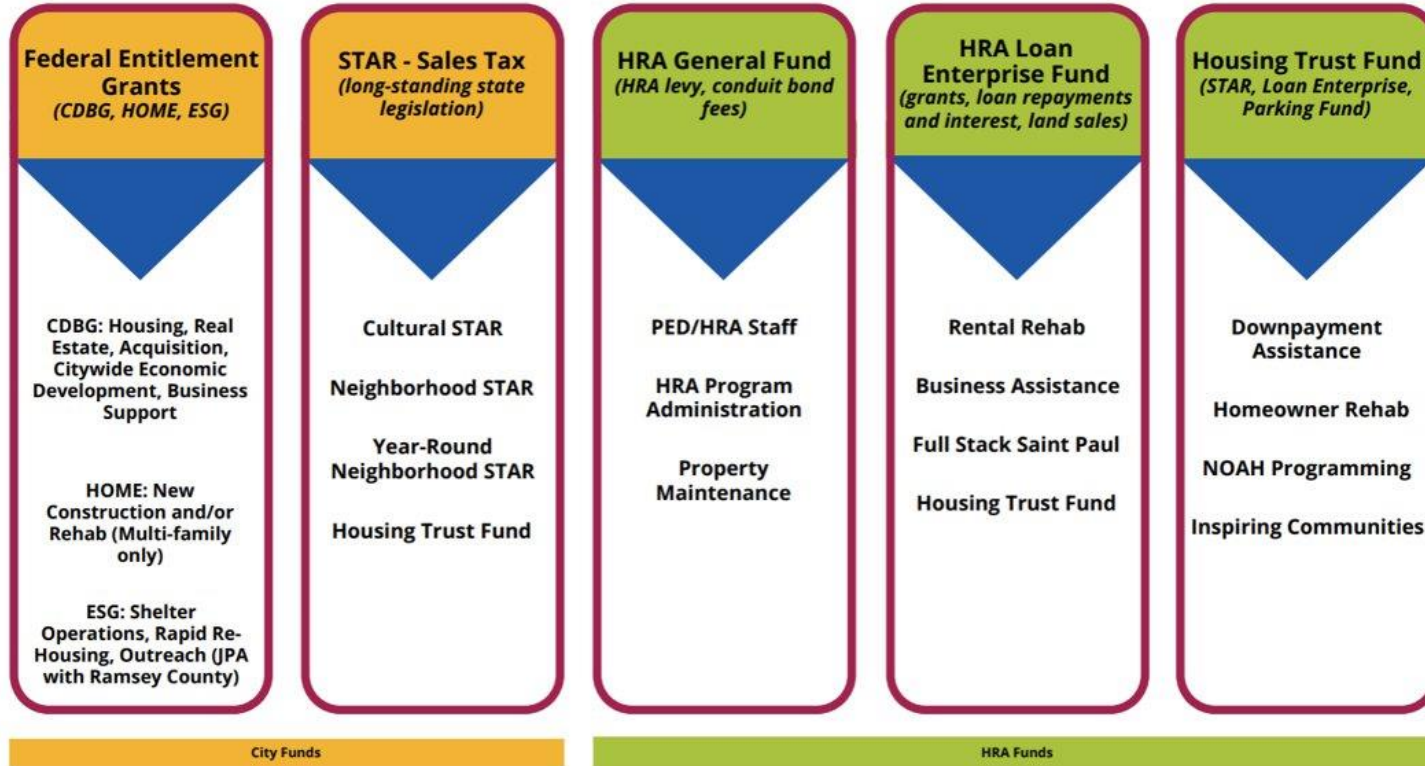 Federal Entitlement
Grants
(CDBG, HOME, ESG)
CDBG: Housing, Real
Estate, Acquisition,
Citywide Economic
Development, Business
Support
HOME: New
Construction and/or
Rehab (Multi-family
only)
ESG: Shelter
Operations, Rapid Re-
Housing, Outreach (JPA
with Ramsey County)
STAR - Sales Tax
(long-standing state
legislation)
Cultural STAR
Neighborhood STAR
Year-Round
Neighborhood STAR
Housing Trust Fund
HRA General Fund
(HRA levy, conduit bond
fees)
PED/HRA Staff
HRA Program
Administration
Property
Maintenance
HRA Loan
Enterprise Fund
(grants, loan repayments
and interest, land sales)
Rental Rehab
Business Assistance
Full Stack Saint Paul
Housing Trust Fund
Housing Trust Fund
(STAR, Loan Enterprise,
Parking Fund)
Downpayment
Assistance
Homeowner Rehab
NOAH Programming
Inspiring Communities
City Funds
HRA Funds